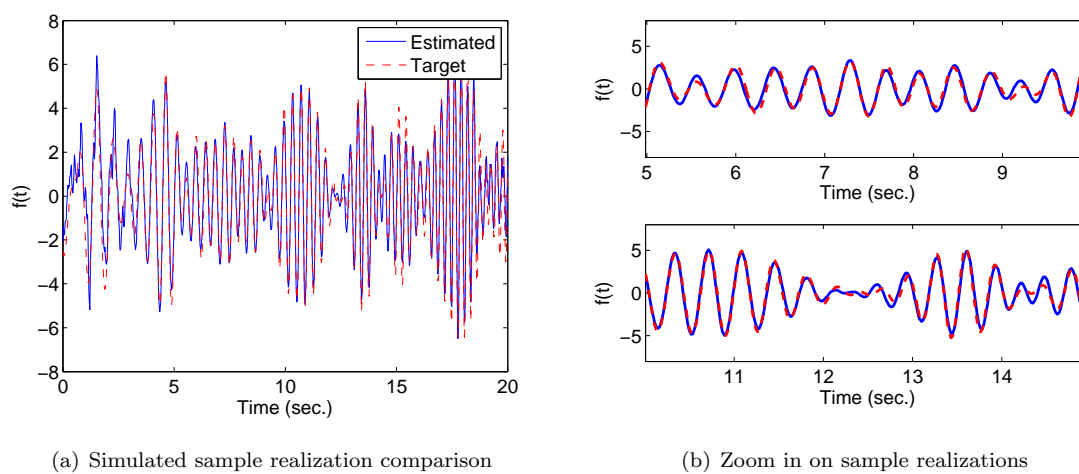 8
6
4
2
0
−2
−4
−6
−8
f(t)
Estimated
Target
0 5 10 15 20
Time (sec.)
(a) Simulated sample realization comparison
5
0
−5
f(t)
5 6 7 8 9
Time (sec.)
5
0
−5
f(t)
11 12 13 14
Time (sec.)
(b) Zoom in on sample realizations